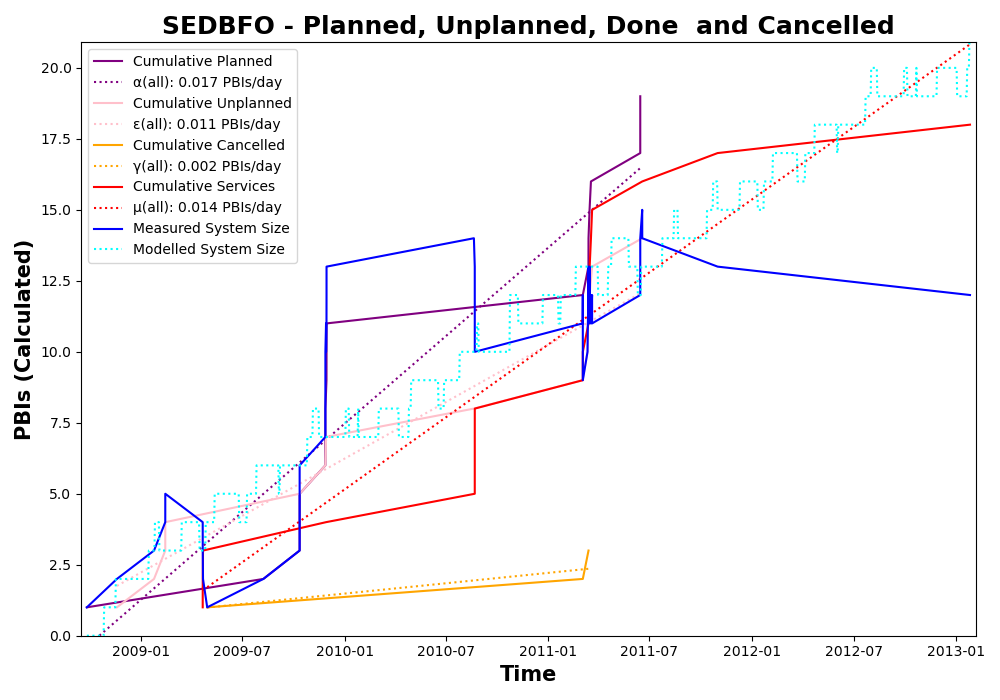 SEDBFO - Planned, Unplanned, Done  and Cancelled
Cumulative Planned
α(all): 0.017 PBIs/day
Cumulative Unplanned
ε(all): 0.011 PBIs/day
Cumulative Cancelled
γ(all): 0.002 PBIs/day
Cumulative Services
μ(all): 0.014 PBIs/day
Measured System Size
Modelled System Size
PBIs (Calculated)
20.0
17.5
15.0
12.5
10.0
7.5
5.0
2.5
0.0
2009-01 2009-07 2010-01 2010-07 2011-01 2011-07 2012-01 2012-07 2013-01
Time